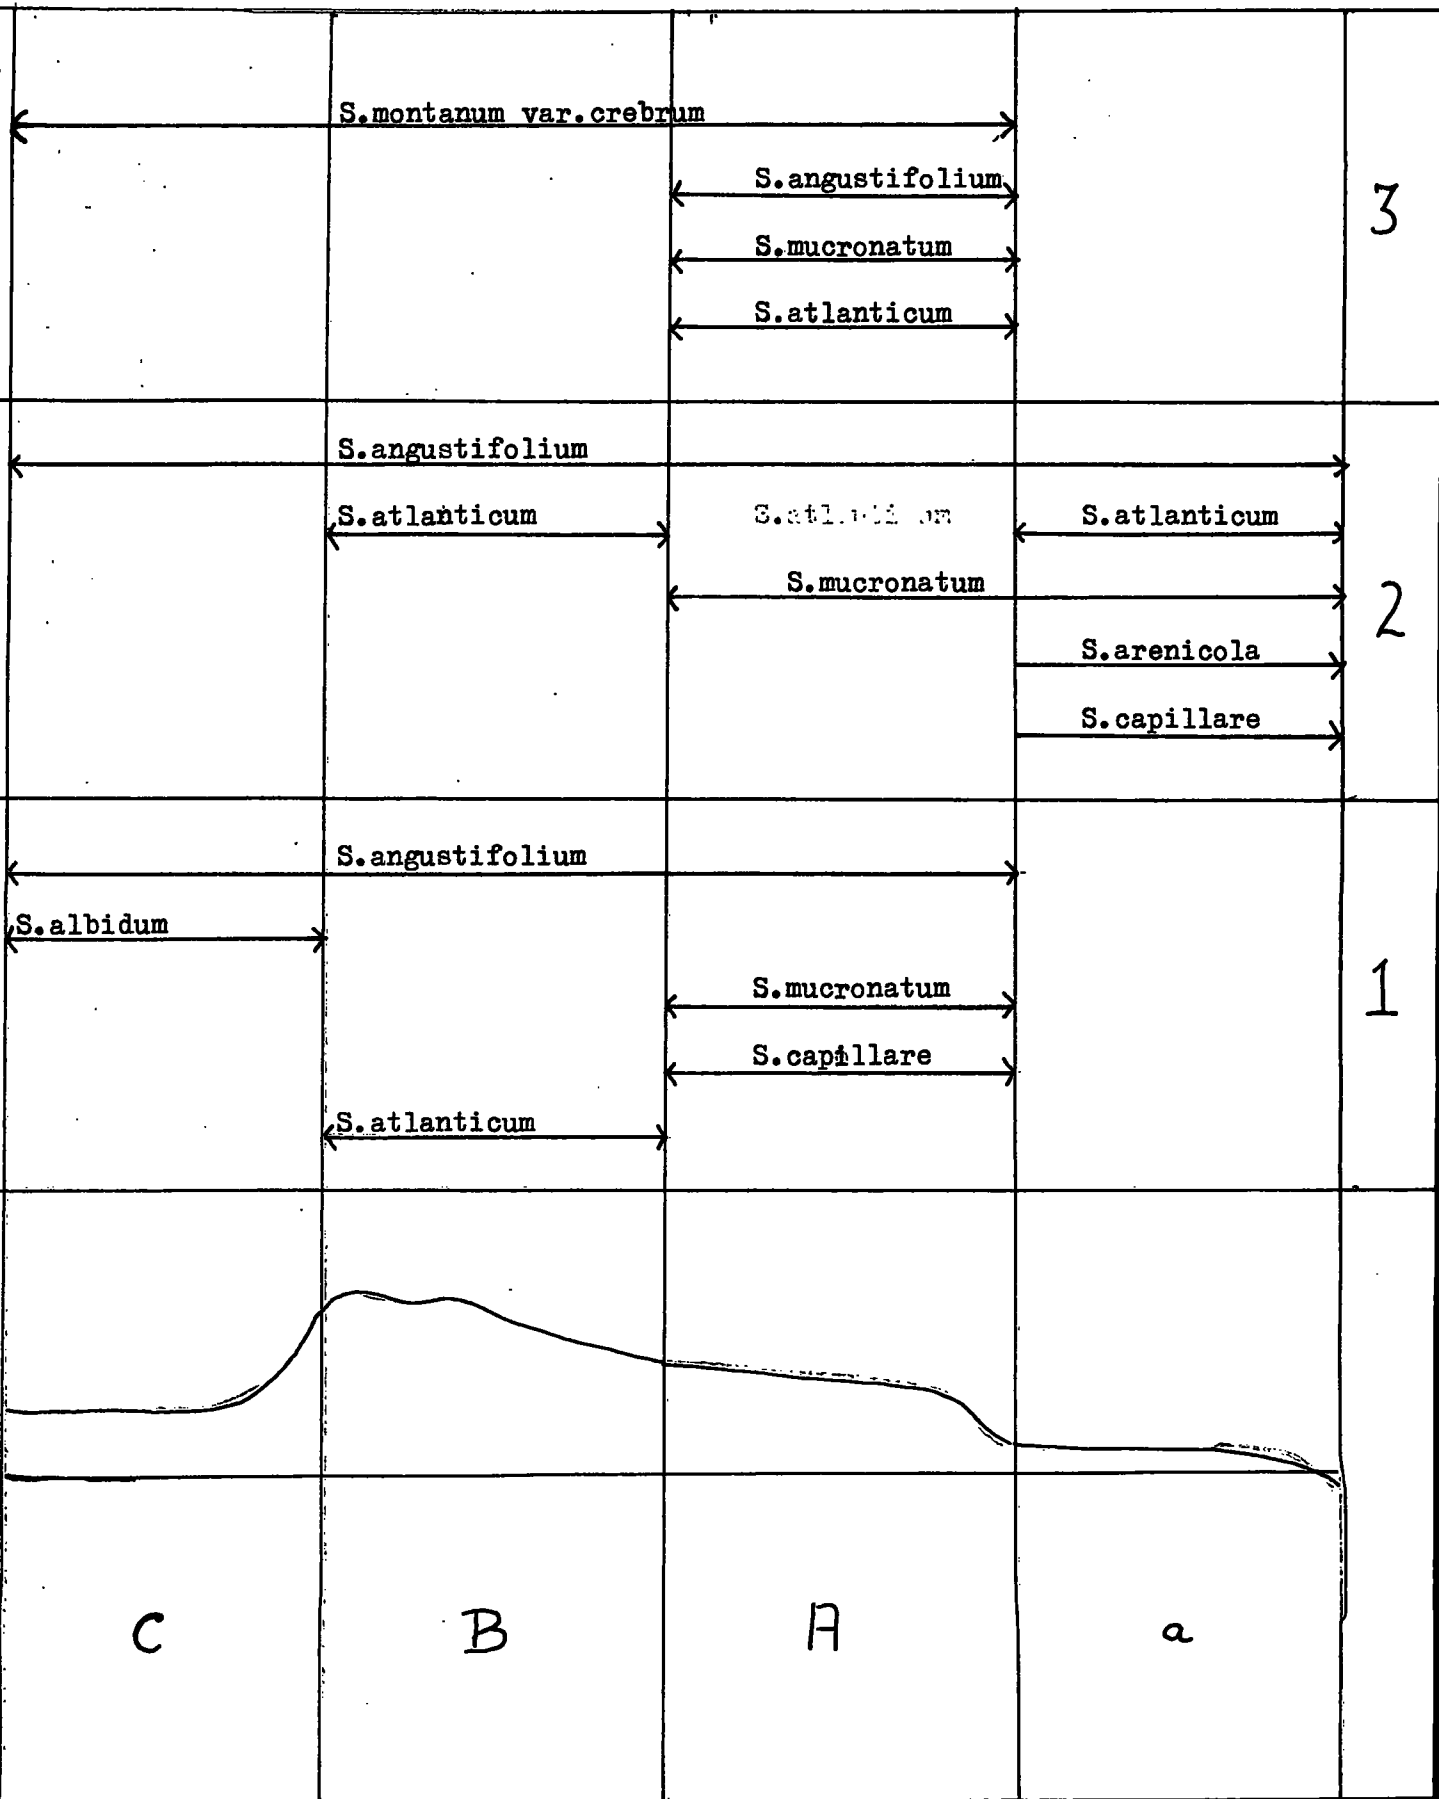 S.montanum var.crebrum
S.angustifolium
3
S.mucronatum
S.atlanticum
S.angustifolium
S.atlanticum
S.atlanticum
S.mucronatum
2
S.arenicola
S.capillare
S.angustifolium
S.albidum
S.mucronatum
1
S.capillare
S.atlanticum
C B A a